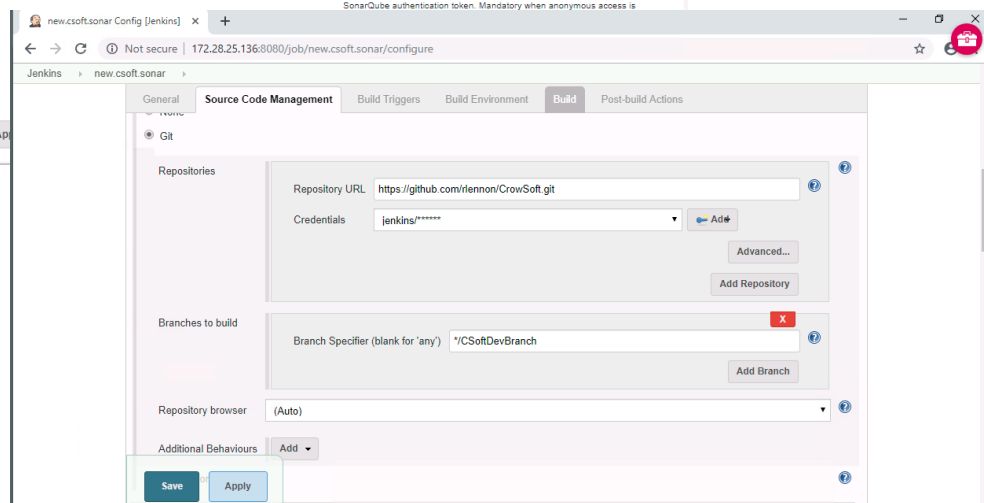 SonarQube authentication token. Mandatory when anonymous access is
new.csoft.sonar Config [Jenkins]
Not secure | 172.28.25.136:8080/job/new.csoft.sonar/configure
Jenkins new.csoft.sonar
General Source Code Management Build Triggers Build Environment Build Post-build Actions
None
Git
Repositories
Repository URL https://github.com/rlennon/CrowSoft.git
Credentials jenkins/****** Add
Advanced...
Add Repository
Branches to build X
Branch Specifier (blank for 'any') */CSoftDevBranch
Add Branch
Repository browser (Auto)
Additional Behaviours Add
Save Apply